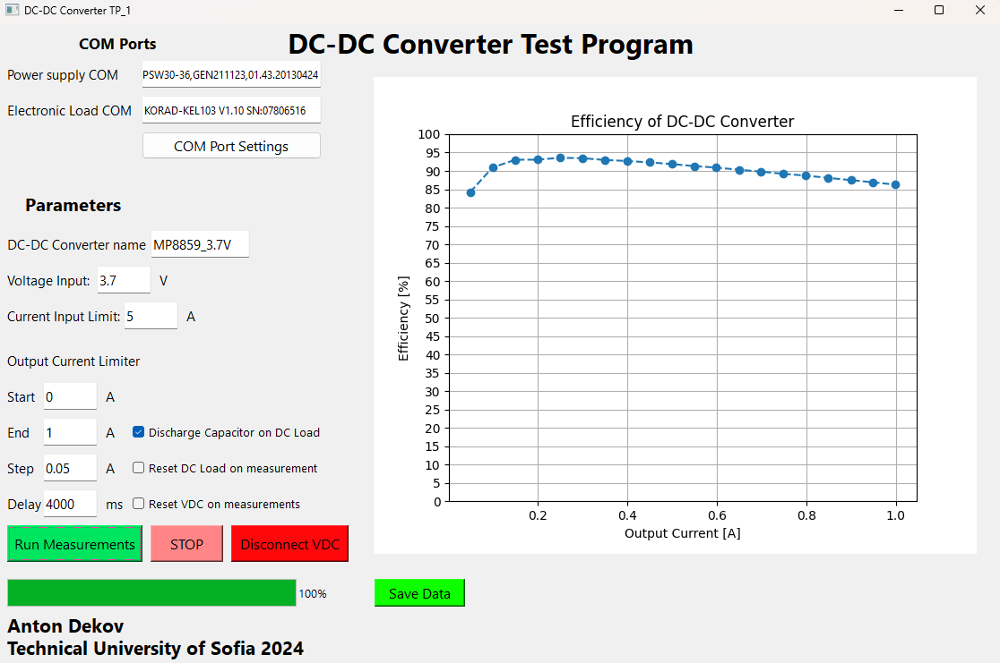 DC-DC Converter TP_1
COM Ports
DC-DC Converter Test Program
Power supply COM PSW30-36,GEN211123,01.43.20130424
Electronic Load COM KORAD-KEL103 V1.10 SN:07806516
COM Port Settings
Parameters
DC-DC Converter name MP8859_3.7V
Voltage Input: 3.7 V
Current Input Limit: 5 A
Output Current Limiter
Start 0 A
End 1 A Discharge Capacitor on DC Load
Step 0.05 A Reset DC Load on measurement
Delay 4000 ms Reset VDC on measurements
Run Measurements STOP Disconnect VDC
100%
Efficiency of DC-DC Converter
Efficiency [%]
100
95
90
85
80
75
70
65
60
55
50
45
40
35
30
25
20
15
10
5
0
0.2 0.4 0.6 0.8 1.0
Output Current [A]
Save Data
Anton Dekov
Technical University of Sofia 2024